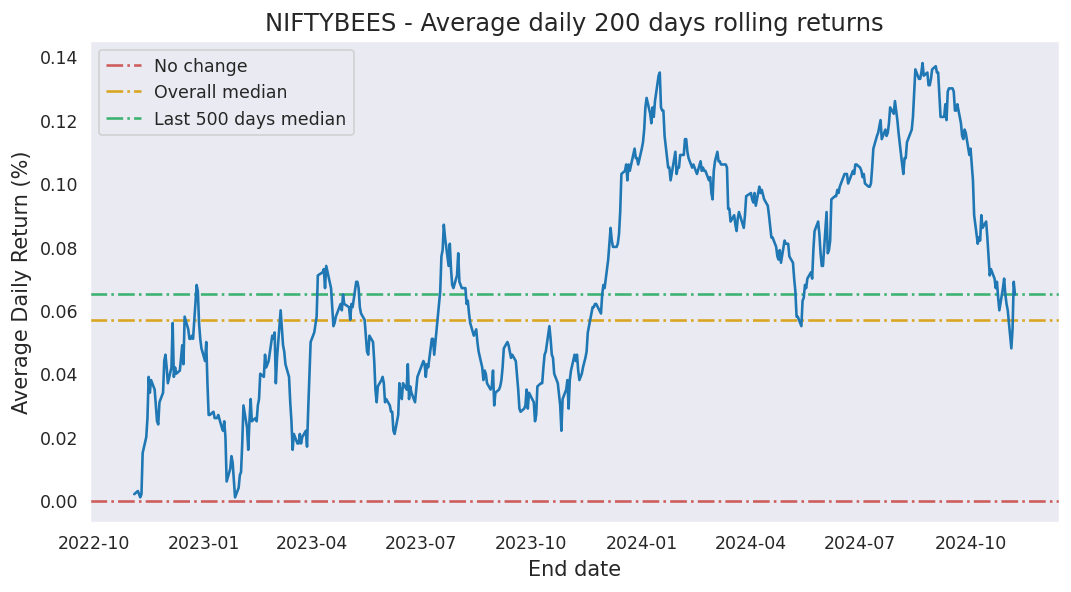 NIFTYBEES - Average daily 200 days rolling returns
No change
Overall median
Last 500 days median
Average Daily Return (%)
0.14
0.12
0.10
0.08
0.06
0.04
0.02
0.00
2022-10 2023-01 2023-04 2023-07 2023-10 2024-01 2024-04 2024-07 2024-10
End date